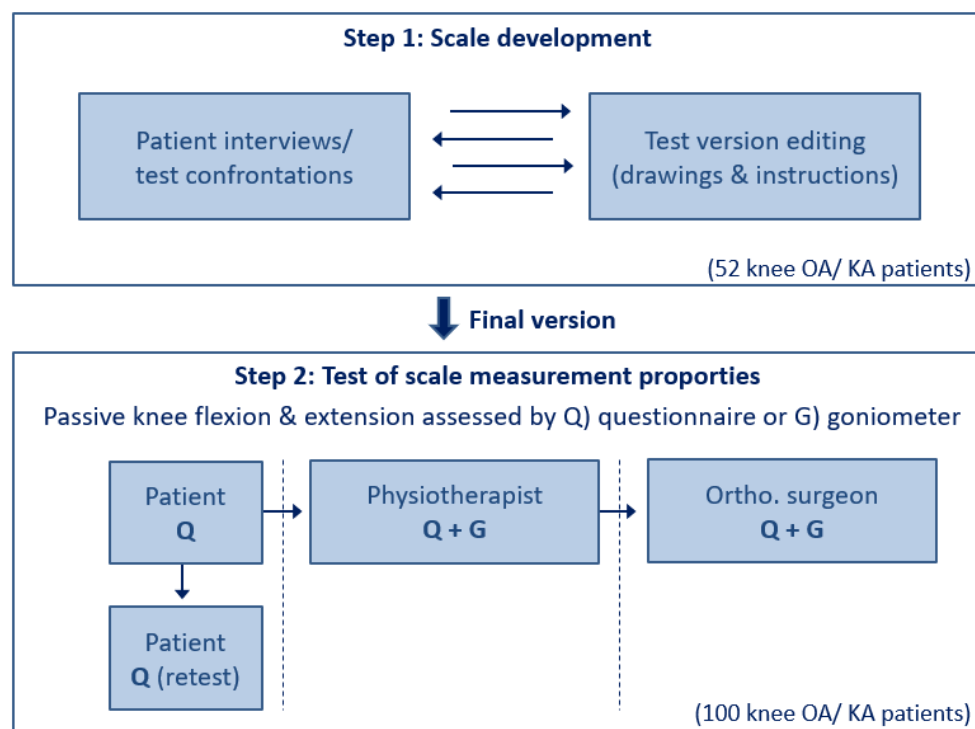 Step 1: Scale development
Patient interviews/
test confrontations
Test version editing
(drawings & instructions)
(52 knee OA/ KA patients)
Final version
Step 2: Test of scale measurement proporties
Passive knee flexion & extension assessed by Q) questionnaire or G) goniometer
Patient
Q
Physiotherapist
Q + G
Ortho. surgeon
Q + G
Patient
Q (retest)
(100 knee OA/ KA patients)